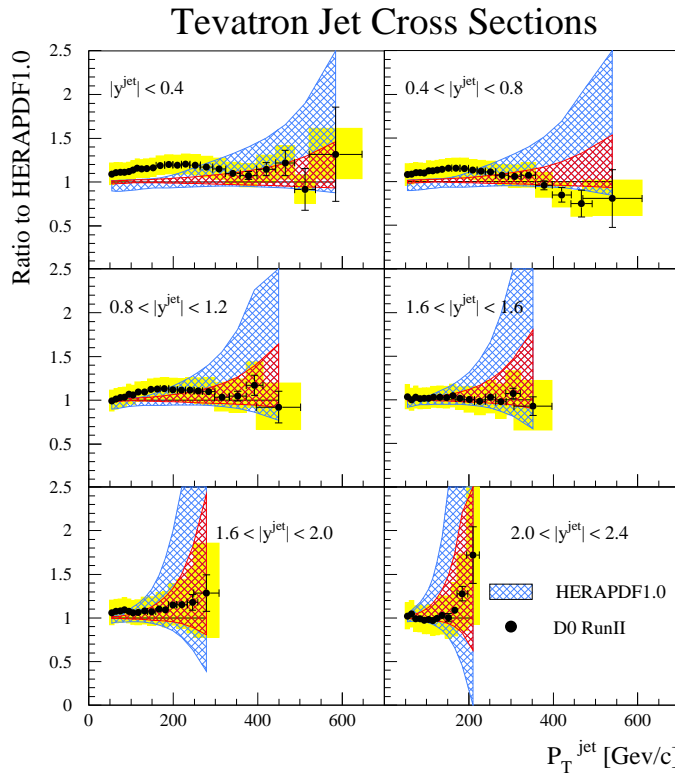 Tevatron Jet Cross Sections
Ratio to HERAPDF1.0
2.5
2
1.5
1
0.5
|y^jet| < 0.4
0.4 < |y^jet| < 0.8
2.5
2
1.5
1
0.5
0.8 < |y^jet| < 1.2
1.6 < |y^jet| < 1.6
2.5
2
1.5
1
0.5
0
1.6 < |y^jet| < 2.0
2.0 < |y^jet| < 2.4
HERAPDF1.0
D0 RunII
0 200 400 600
200 400 600
P_T^jet [Gev/c]